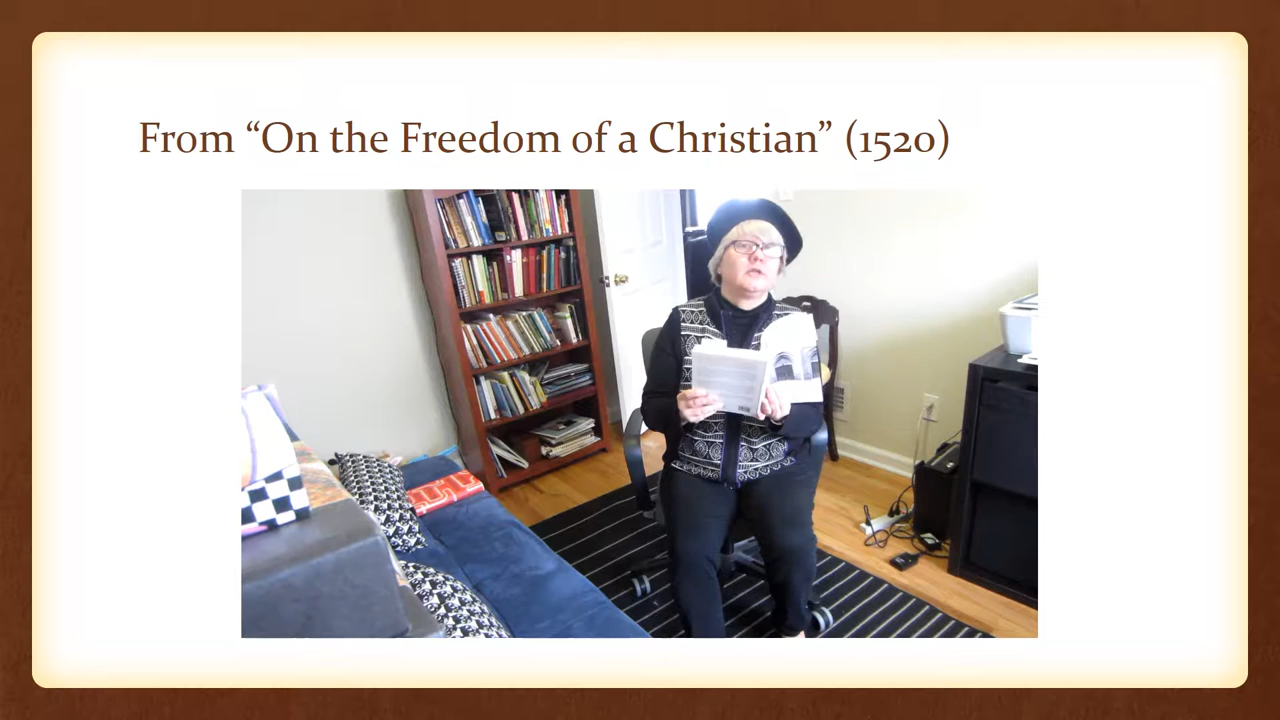 From “On the Freedom of a Christian” (1520)